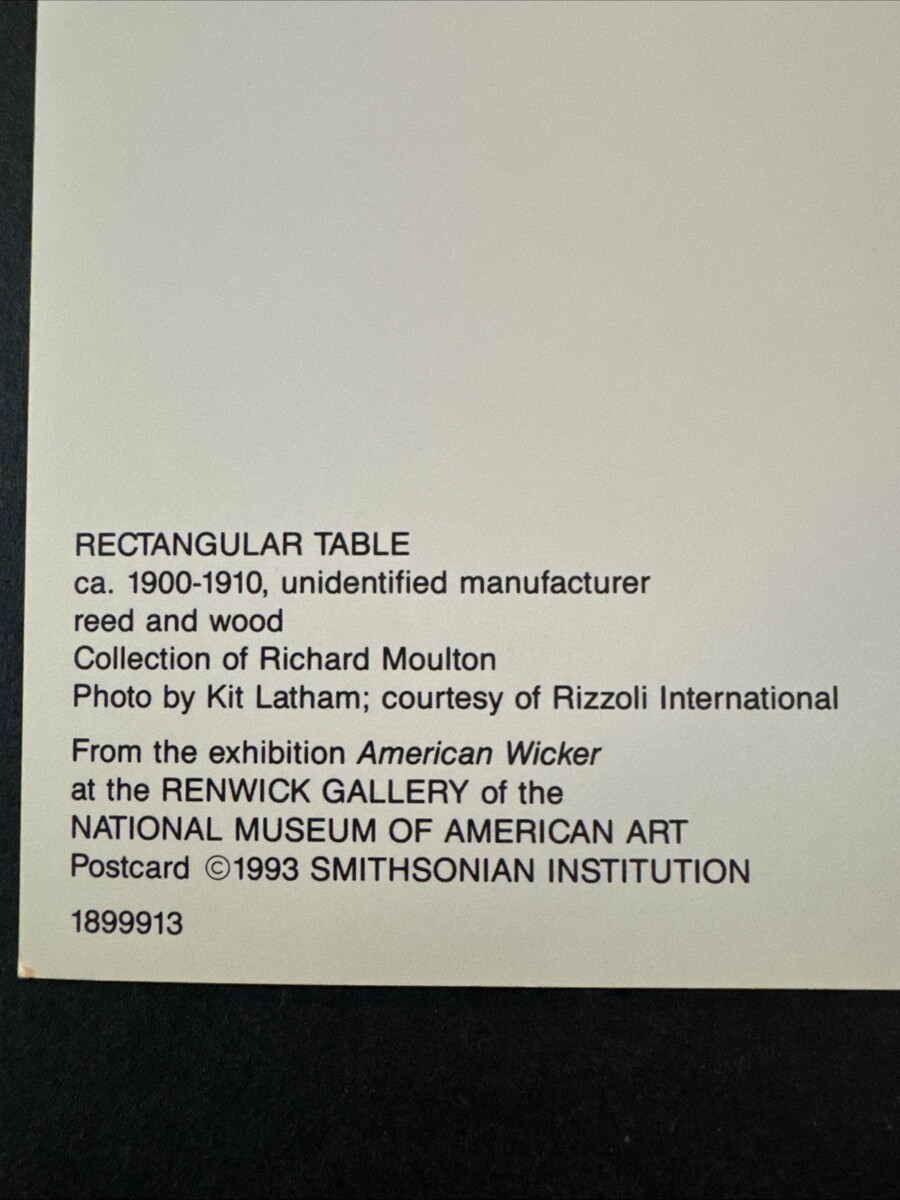 RECTANGULAR TABLE
ca. 1900-1910, unidentified manufacturer
reed and wood
Collection of Richard Moulton
Photo by Kit Latham; courtesy of Rizzoli International
From the exhibition American Wicker
at the RENWICK GALLERY of the
NATIONAL MUSEUM OF AMERICAN ART
Postcard ©1993 SMITHSONIAN INSTITUTION
1899913